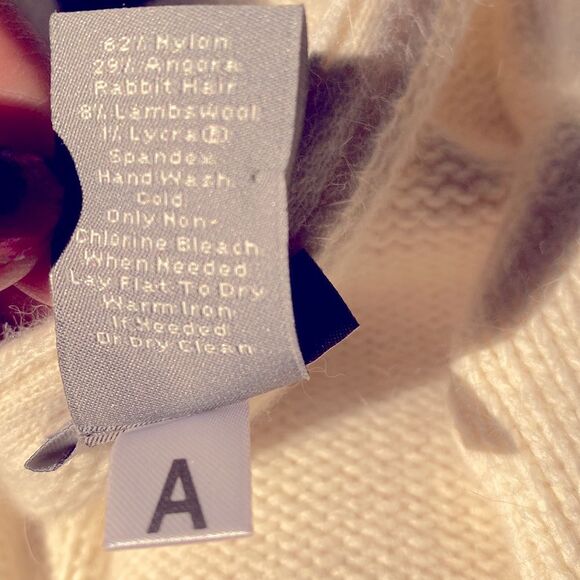 62% Nylon
29% Angora
Rabbit Hair
8% Lambswool
1% Lycra®
Spandex
Hand Wash
Cold
Only Non-
Chlorine Bleach
When Needed
Lay Flat To Dry
Warm Iron
If Needed
Or Dry Clean
A